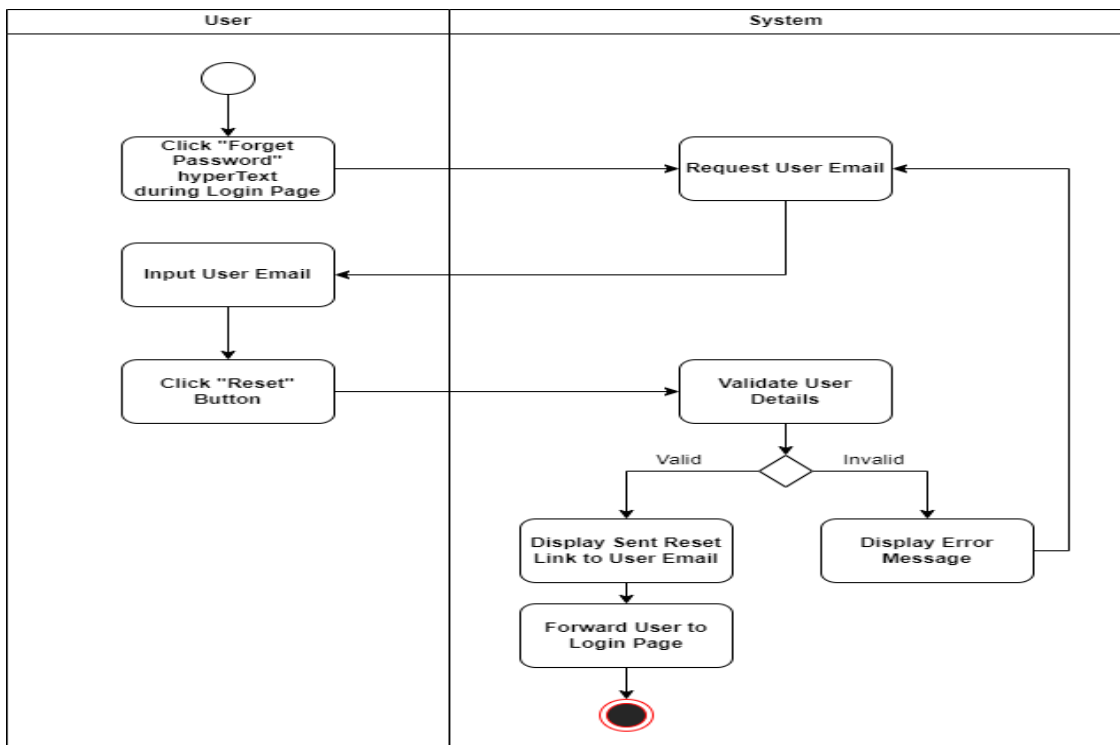 User
System
Click "Forget
Password"
hyperText
during Login Page
Request User Email
Input User Email
Click "Reset"
Button
Validate User
Details
Valid
Invalid
Display Sent Reset
Link to User Email
Display Error
Message
Forward User to
Login Page